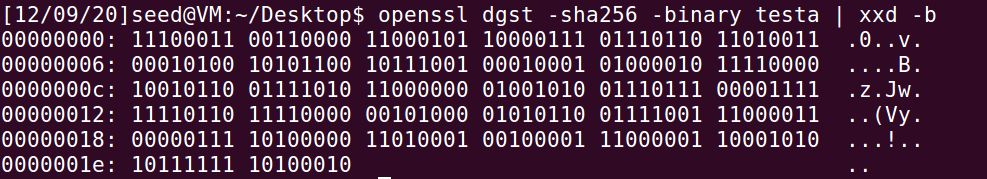 [12/09/20]seed@VM:~/Desktop$ openssl dgst -sha256 -binary testa | xxd -b
00000000: 11100011 00110000 11000101 10000111 01110110 11010011  .0..v.
00000006: 00010100 10101100 10111001 00010001 01000010 11110000  ....B.
0000000c: 10010110 01111010 11000000 01001010 01110111 00001111  .z.Jw.
00000012: 11110110 11110000 00101000 01010110 01111001 11000011  ..(Vy.
00000018: 00000111 10100000 11010001 00100001 11000001 10001010  ...!..
0000001e: 10111111 10100010                                      ..